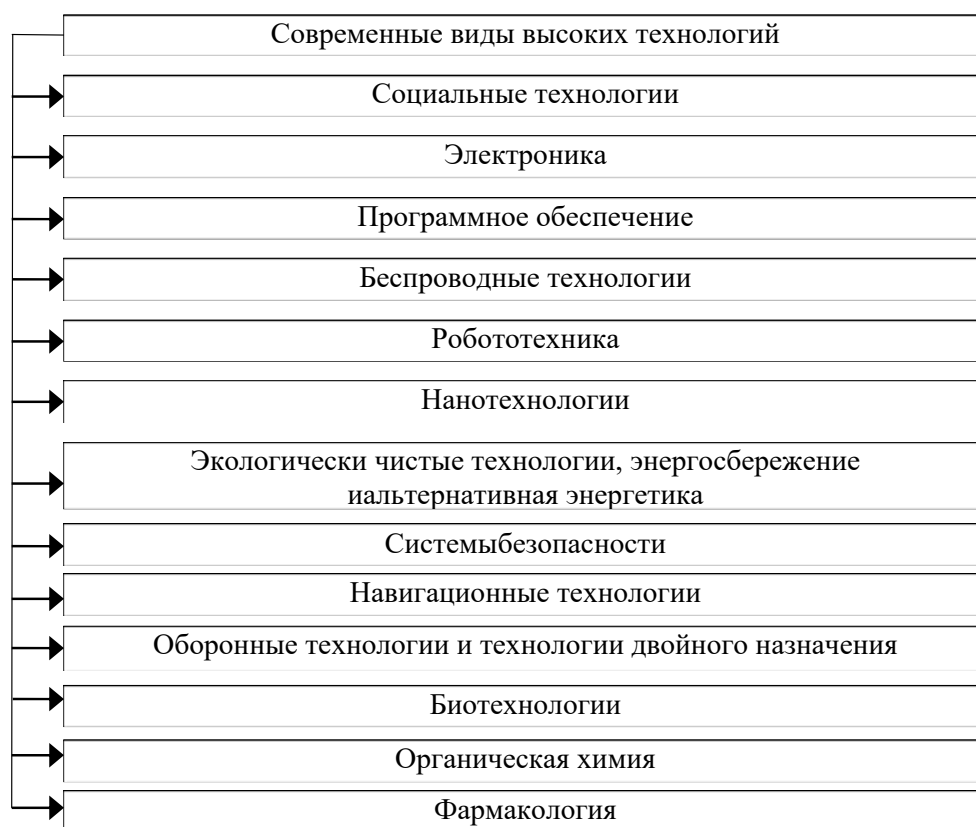 Современные виды высоких технологий
Социальные технологии
Электроника
Программное обеспечение
Беспроводные технологии
Робототехника
Нанотехнологии
Экологически чистые технологии, энергосбережение
иальтернативная энергетика
Системыбезопасности
Навигационные технологии
Оборонные технологии и технологии двойного назначения
Биотехнологии
Органическая химия
Фармакология